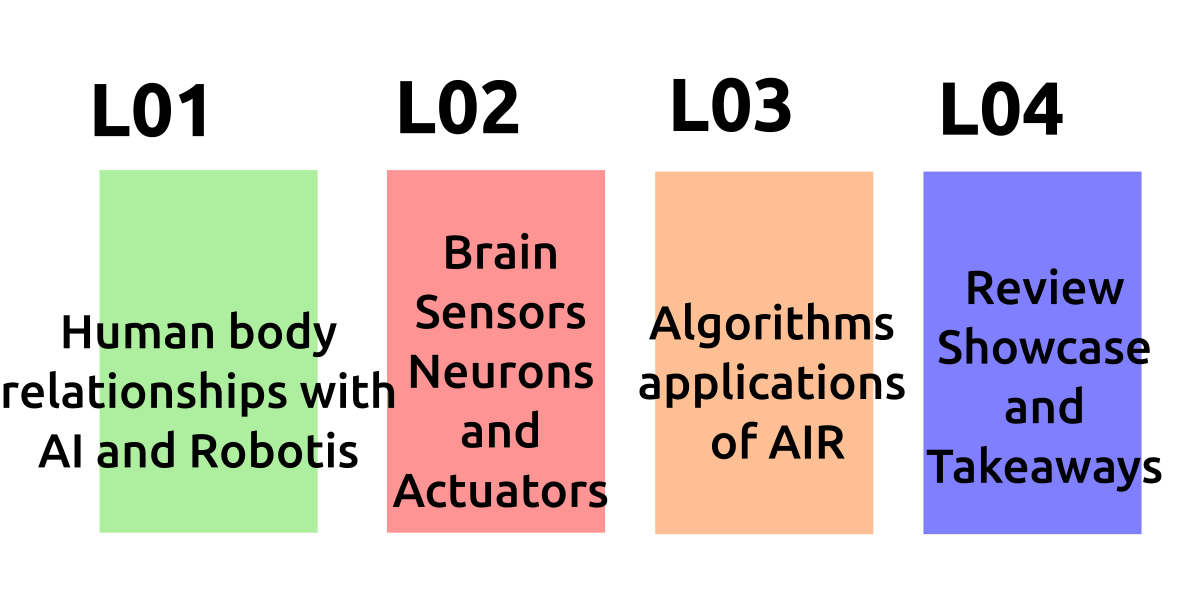 L01
Human body
relationships with
AI and Robotis
L02
Brain
Sensors
Neurons
and
Actuators
L03
Algorithms
applications
of AIR
L04
Review
Showcase
and
Takeaways